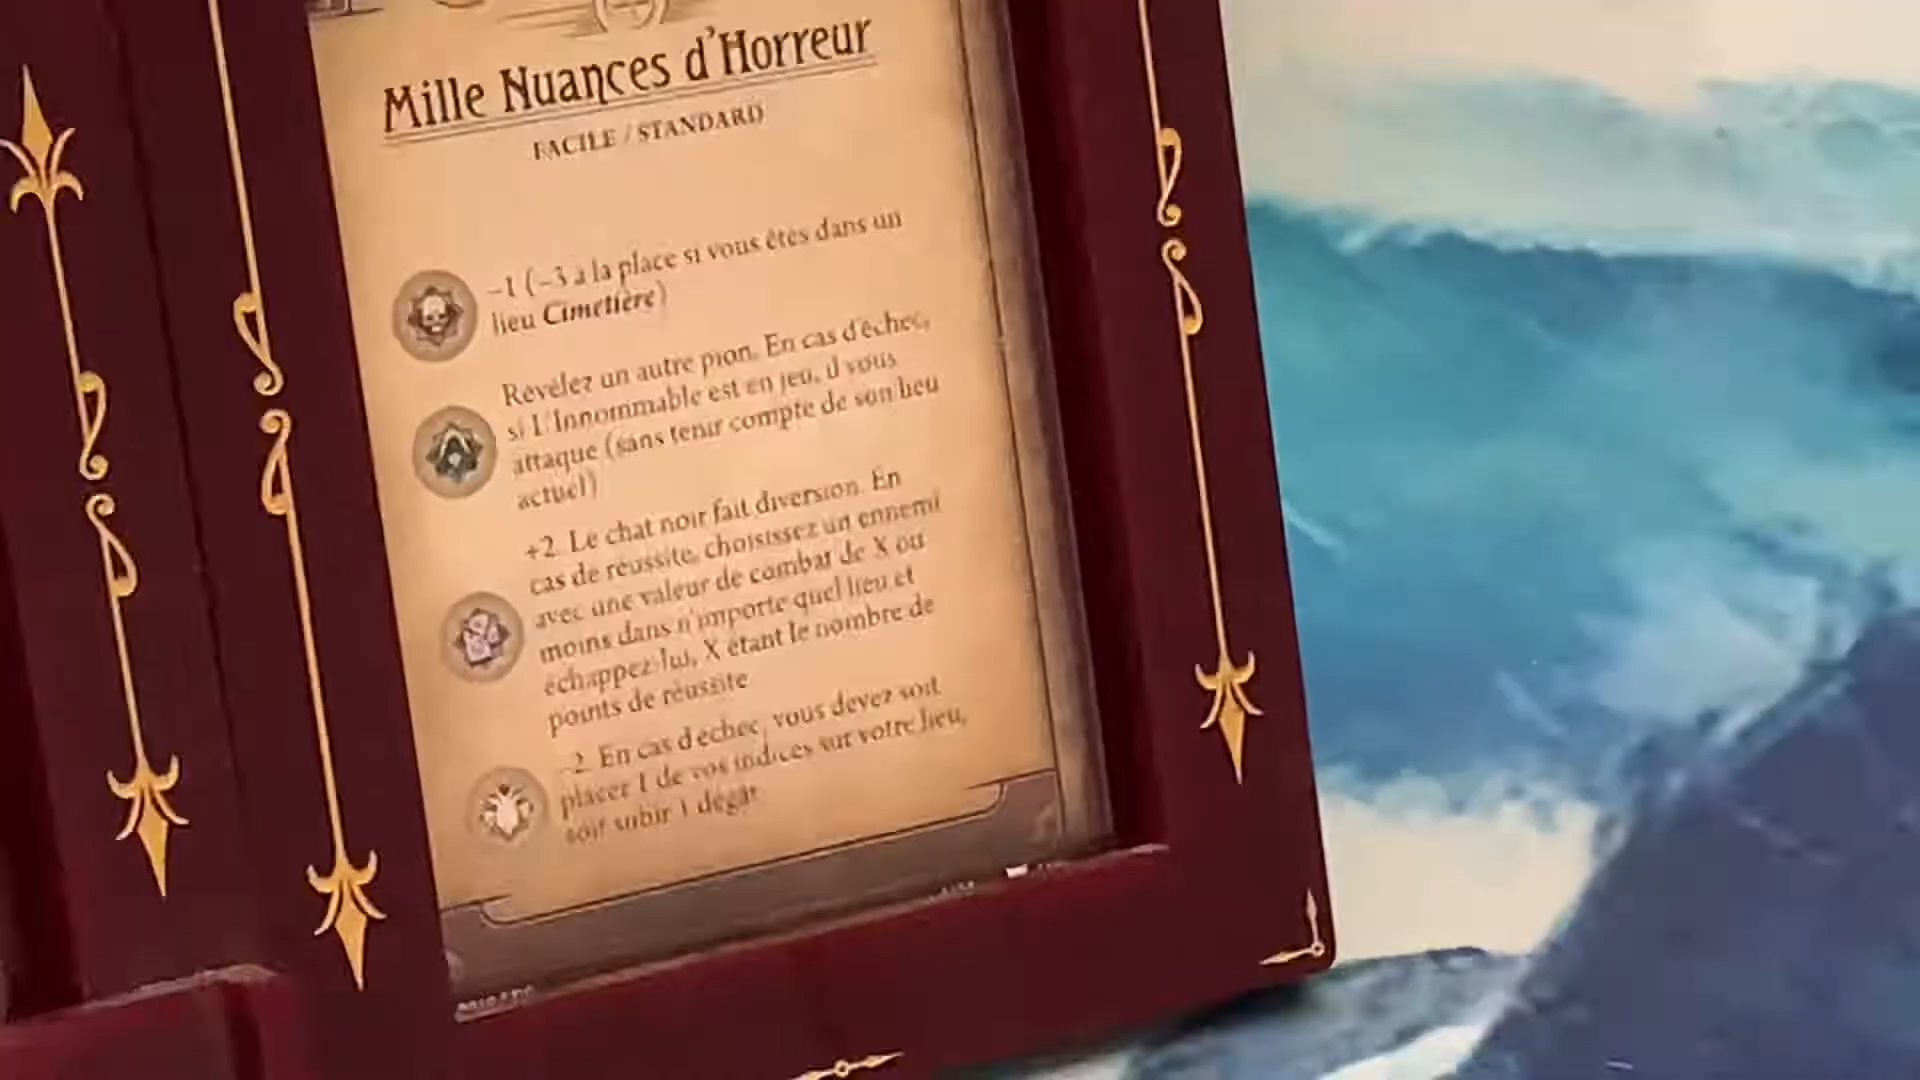 Mille Nuances d'Horreur
FACILE / STANDARD
-1 (-3 à la place si vous êtes dans un
lieu Cimetière)
Révélez un autre pion. En cas d'échec,
si L'Innommable est en jeu, il vous
attaque (sans tenir compte de son lieu
actuel)
+2. Le chat noir fait diversion. En
cas de réussite, choisissez un ennemi
avec une valeur de combat de X ou
moins dans n'importe quel lieu et
échappez-lui, X étant le nombre de
points de réussite
-2. En cas d'échec, vous devez soit
placer 1 de vos indices sur votre lieu,
soit subir 1 dégât